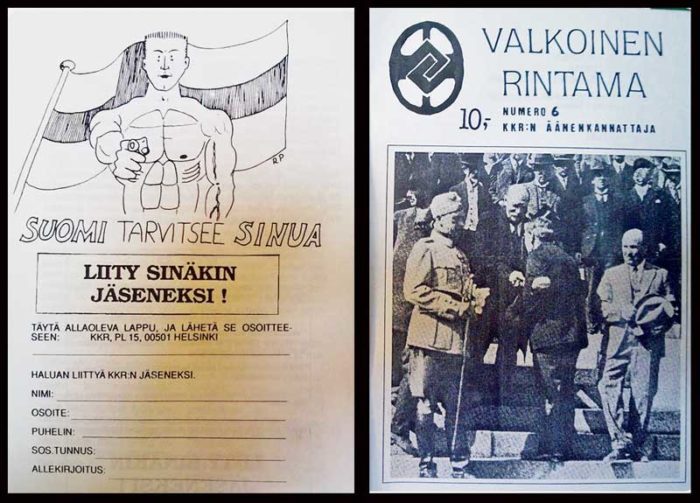 R P
SUOMI TARVITSEE SINUA
LIITY SINÄKIN
JÄSENEKSI !
TÄYTÄ ALLAOLEVA LAPPU, JA LÄHETÄ SE OSOITTEE-
SEEN: KKR, PL 15, 00501 HELSINKI
HALUAN LIITTYÄ KKR:N JÄSENEKSI.
NIMI:
OSOITE:
PUHELIN:
SOS.TUNNUS:
ALLEKIRJOITUS:
VALKOINEN
RINTAMA
10,- NUMERO 6
KKR:N ÄÄNENKANNATTAJA